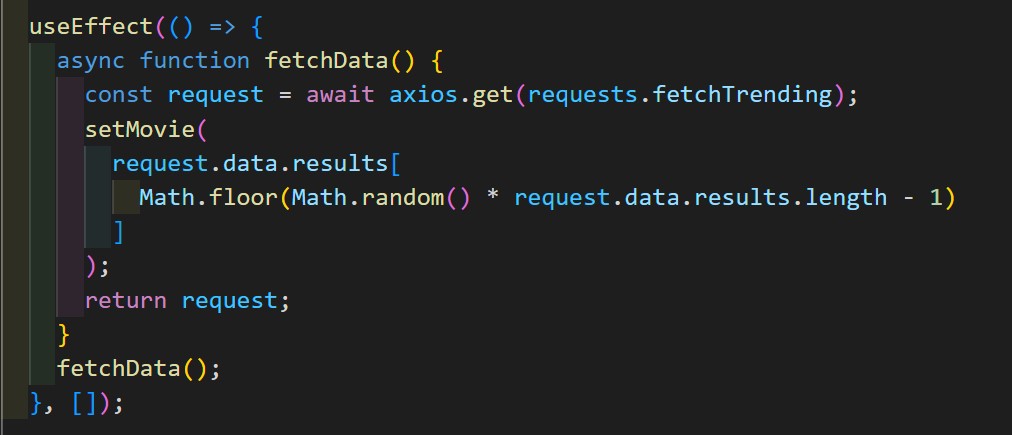 useEffect(() => {
  async function fetchData() {
    const request = await axios.get(requests.fetchTrending);
    setMovie(
      request.data.results[
        Math.floor(Math.random() * request.data.results.length - 1)
      ]
    );
    return request;
  }
  fetchData();
}, []);